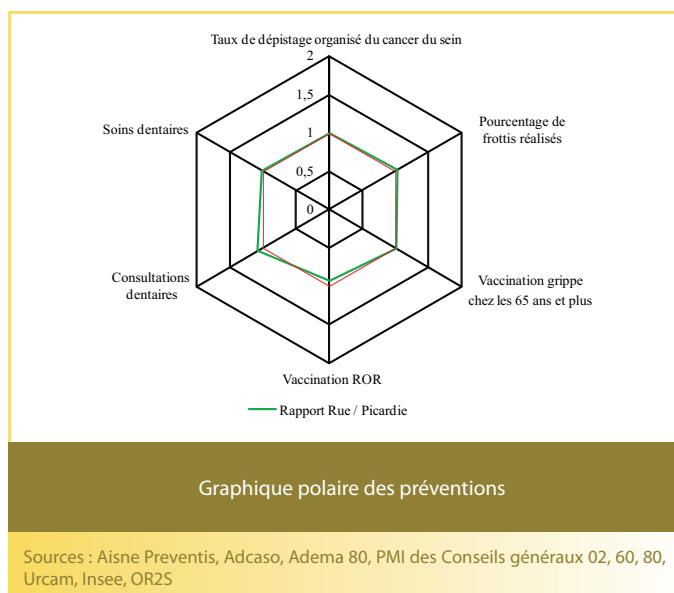 Taux de dépistage organisé du cancer du sein
2
1,5
1
0,5
0
Pourcentage de
frottis réalisés
Vaccination grippe
chez les 65 ans et plus
Vaccination ROR
Consultations
dentaires
Soins dentaires
Rapport Rue / Picardie
Graphique polaire des préventions
Sources : Aisne Preventis, Adcaso, Adema 80, PMI des Conseils généraux 02, 60, 80,
Urcam, Insee, OR2S